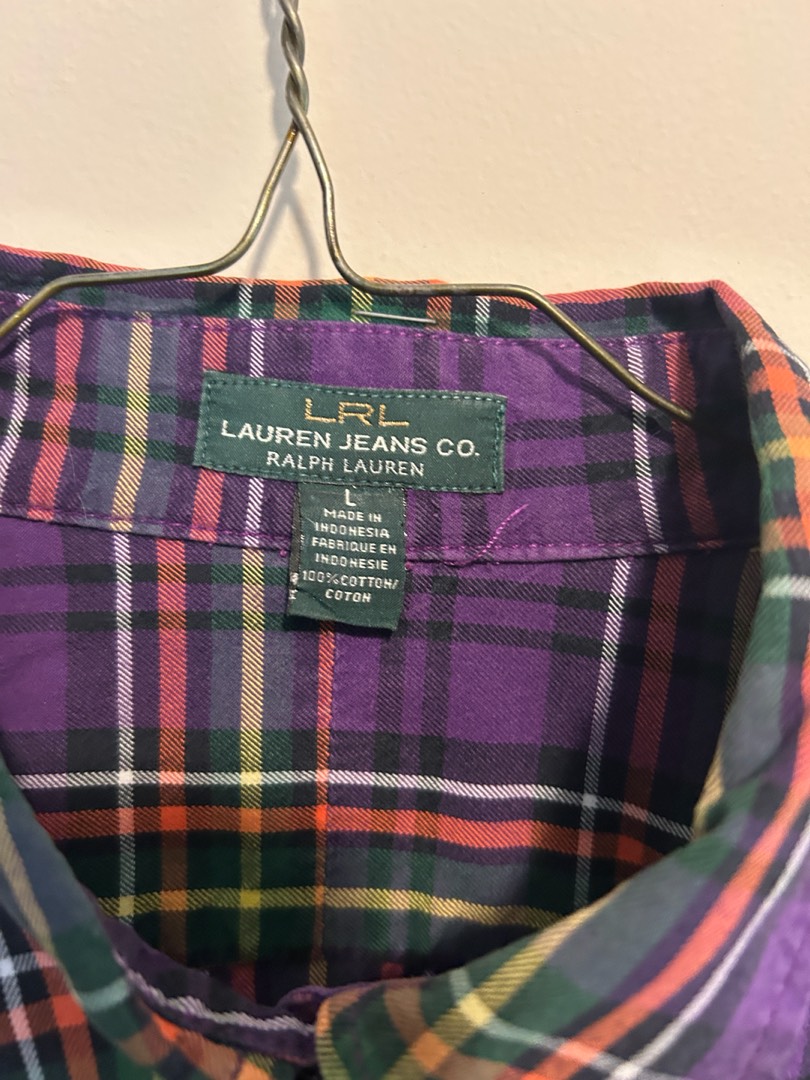 LRL
LAUREN JEANS CO.
RALPH LAUREN
L
MADE IN
INDONESIA
FABRIQUE EN
INDONESIE
100%COTTON/
COTON